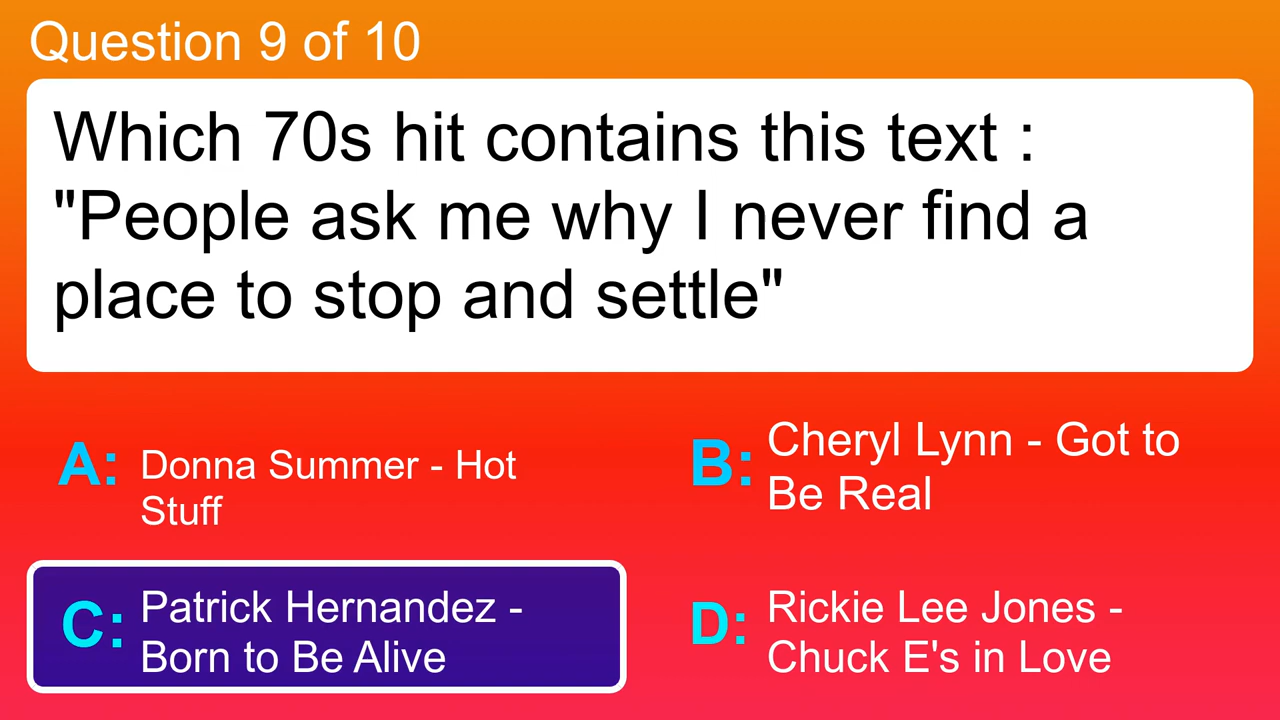 Question 9 of 10
Which 70s hit contains this text :
"People ask me why I never find a
place to stop and settle"
A: Donna Summer - Hot
Stuff
B: Cheryl Lynn - Got to
Be Real
C: Patrick Hernandez -
Born to Be Alive
D: Rickie Lee Jones -
Chuck E's in Love